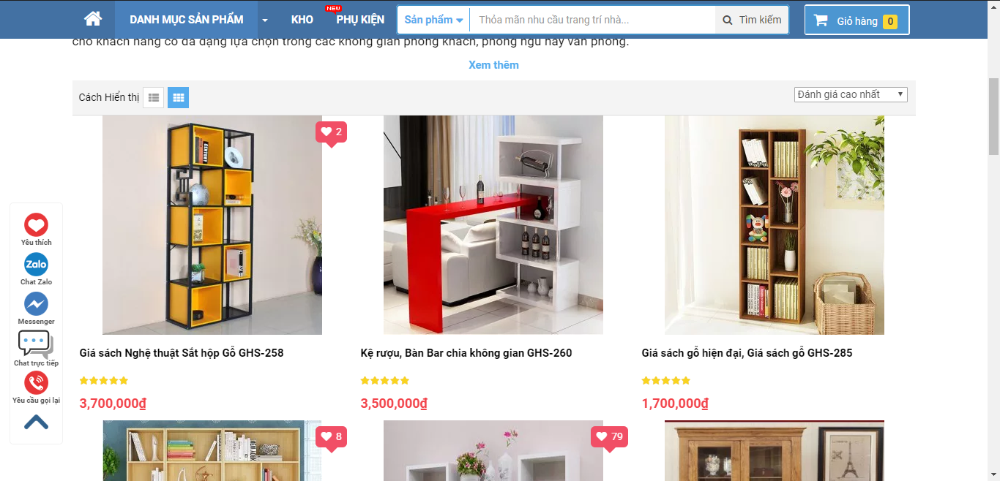 DANH MỤC SẢN PHẨM
KHO
NEW
PHỤ KIỆN
Sản phẩm
Thỏa mãn nhu cầu trang trí nhà...
Tìm kiếm
Giỏ hàng 0
cho khách hàng có đa dạng lựa chọn trong các không gian phòng khách, phòng ngủ hay văn phòng.
Xem thêm
Cách Hiển thị
Đánh giá cao nhất
2
CENTURY
Yêu thích
Zalo
Chat Zalo
Messenger
Chat trực tiếp
Yêu cầu gọi lại
Giá sách Nghệ thuật Sắt hộp Gỗ GHS-258
Kệ rượu, Bàn Bar chia không gian GHS-260
Giá sách gỗ hiện đại, Giá sách gỗ GHS-285
3,700,000₫
3,500,000₫
1,700,000₫
8
79